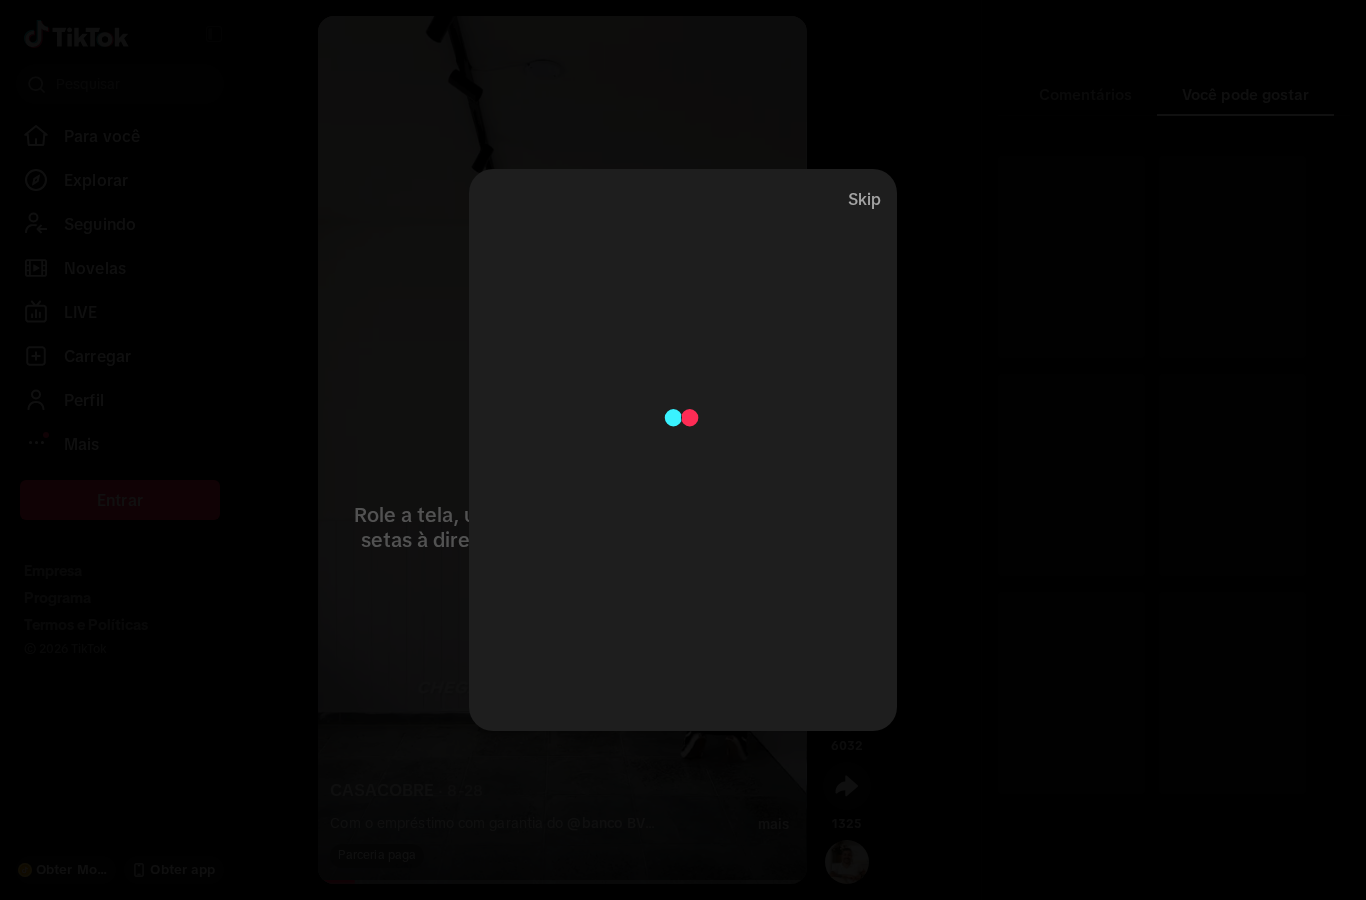 TikTok
Pesquisar
Para você
Explorar
Seguindo
Novelas
LIVE
Carregar
Perfil
Mais
Entrar
Empresa
Programa
Termos e Políticas
© 2026 TikTok
Obter Mo...
Obter app
Role a tela, u
setas à dire
CASACOBRE · 8-28
Com o empréstimo com garantia do @banco BV...
mais
Parceria paga
Skip
6032
1325
Comentários
Você pode gostar